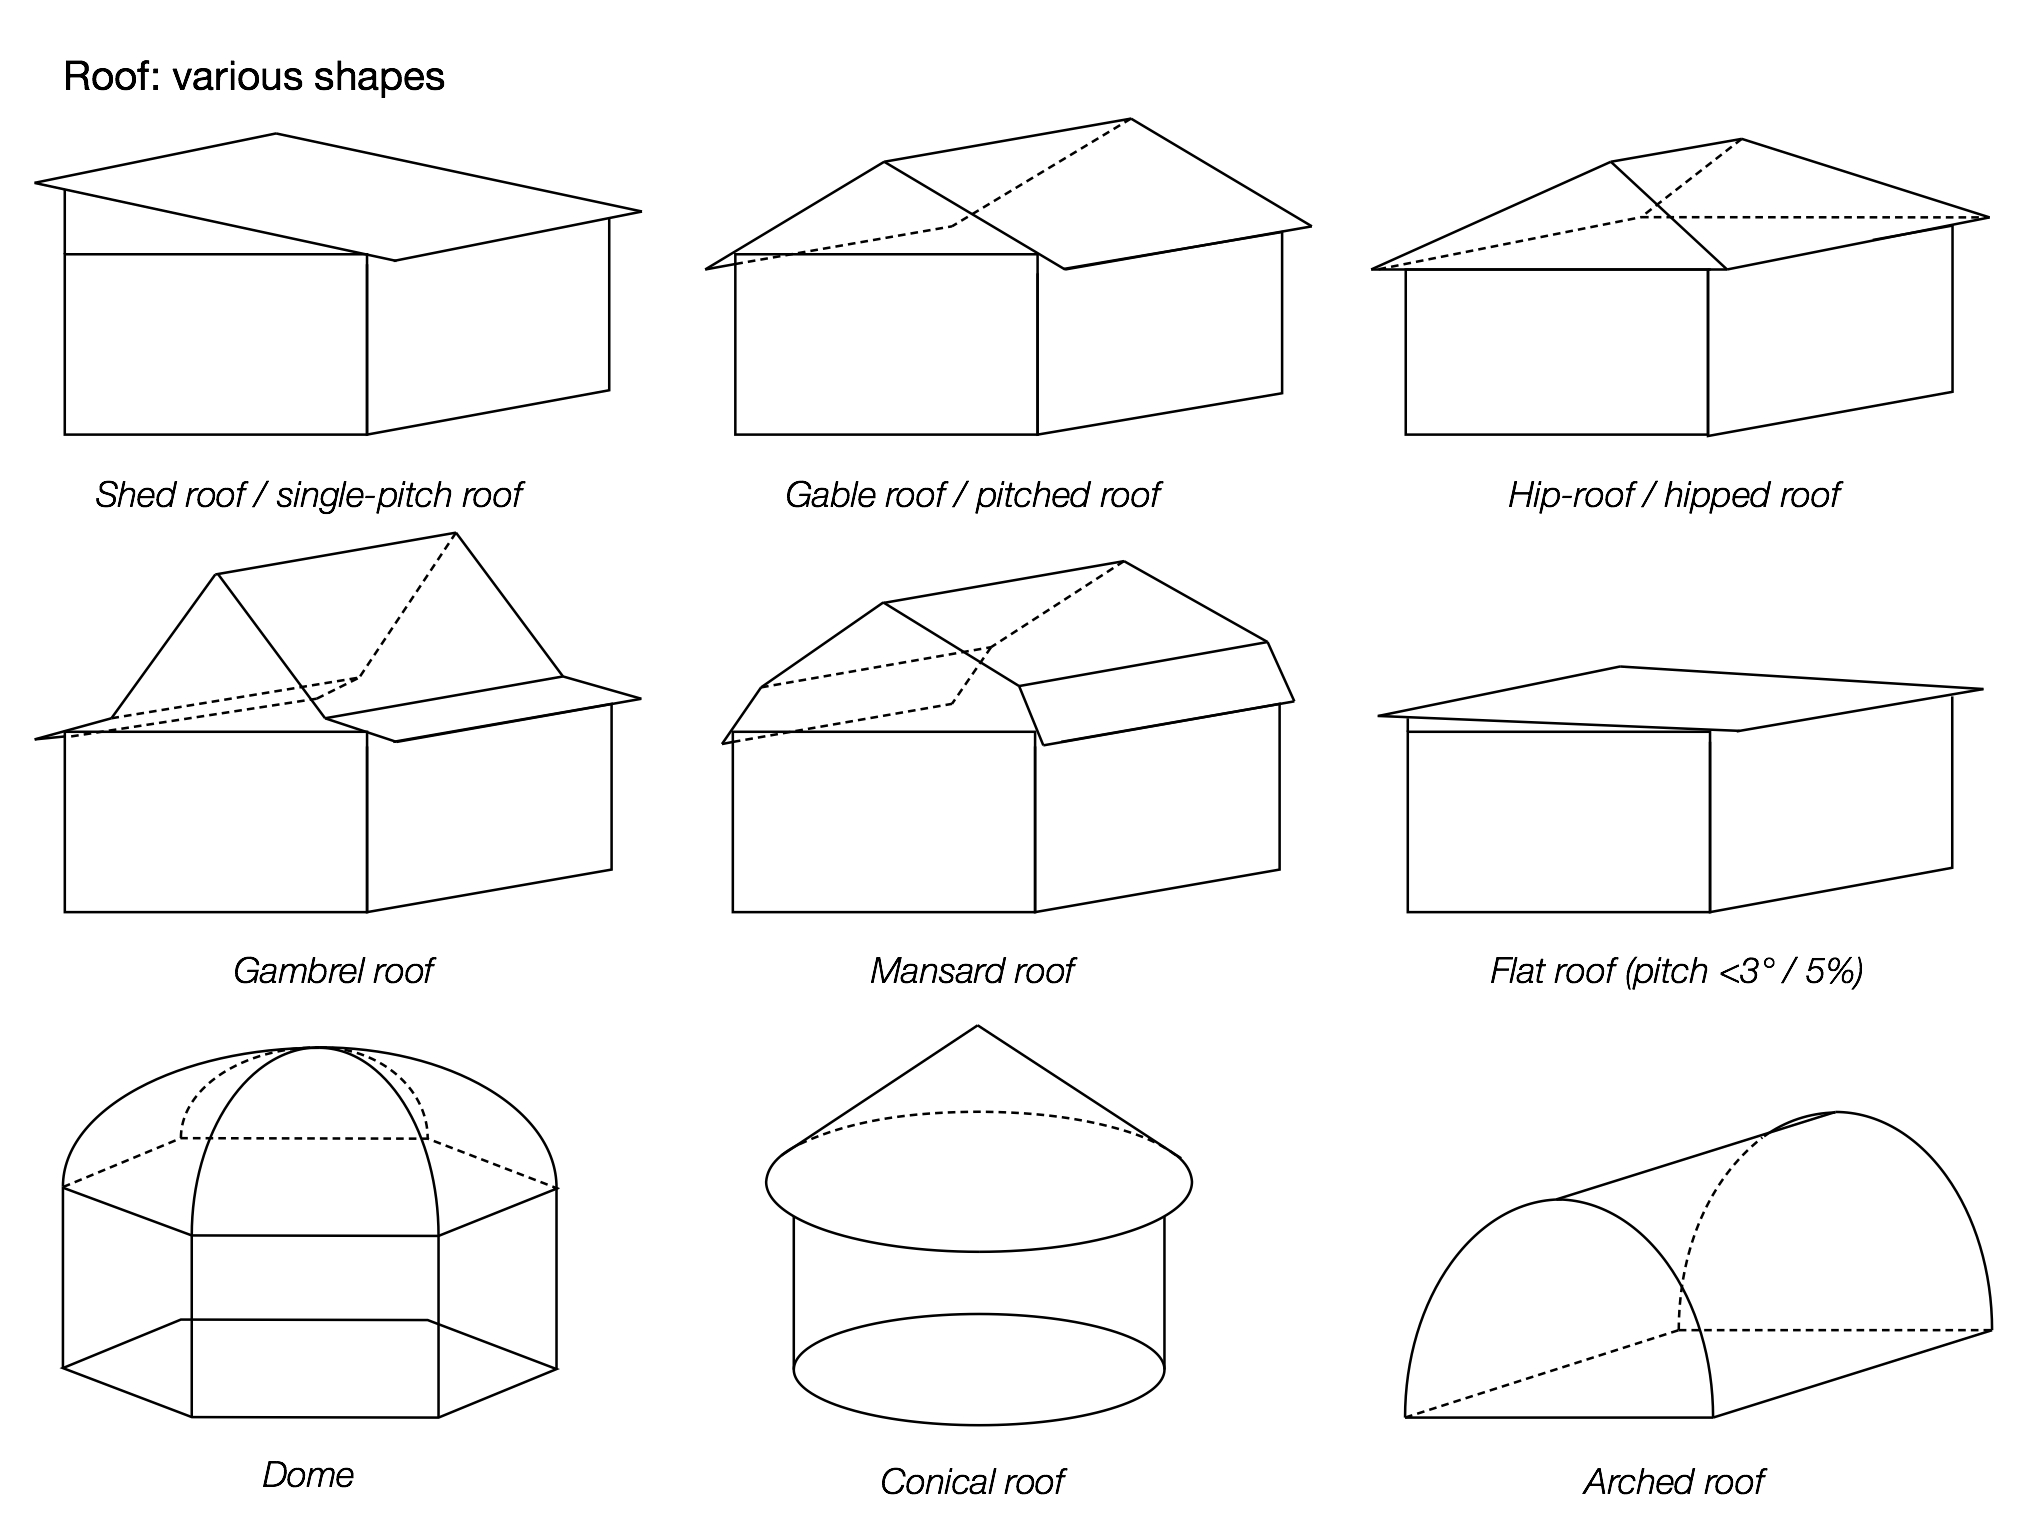 Roof: various shapes
Shed roof / single-pitch roof
Gable roof / pitched roof
Hip-roof / hipped roof
Gambrel roof
Mansard roof
Flat roof (pitch <3° / 5%)
Dome
Conical roof
Arched roof